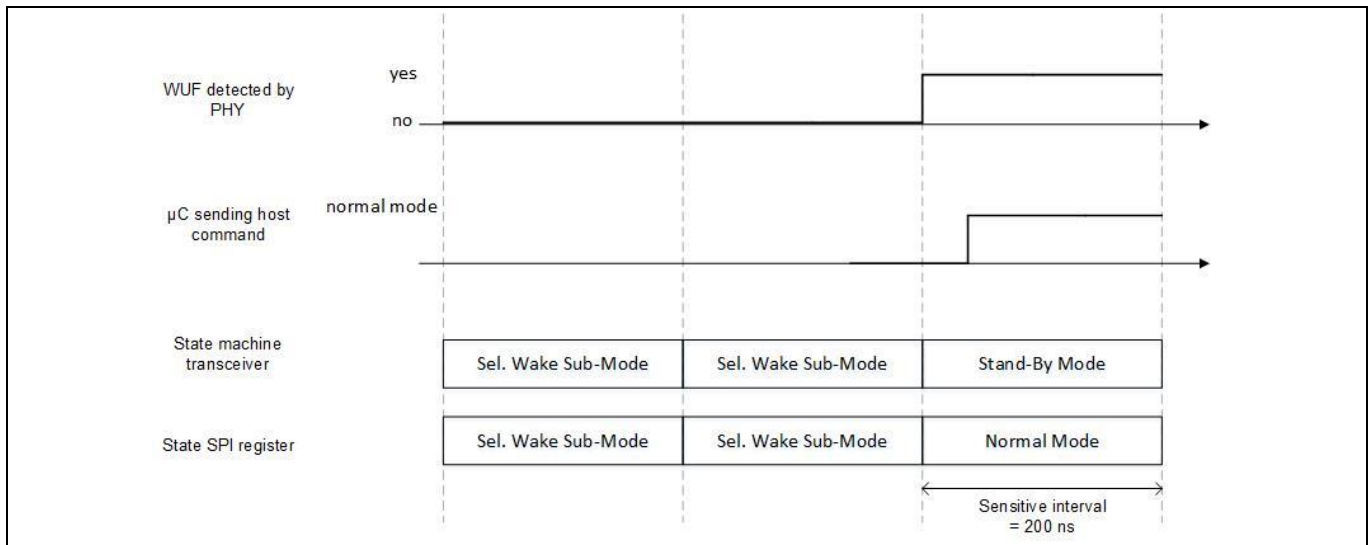 WUF detected by
PHY
yes
no
µC sending host
command
normal mode
State machine
transceiver
Sel. Wake Sub-Mode
Sel. Wake Sub-Mode
Stand-By Mode
State SPI register
Sel. Wake Sub-Mode
Sel. Wake Sub-Mode
Normal Mode
Sensitive interval
= 200 ns